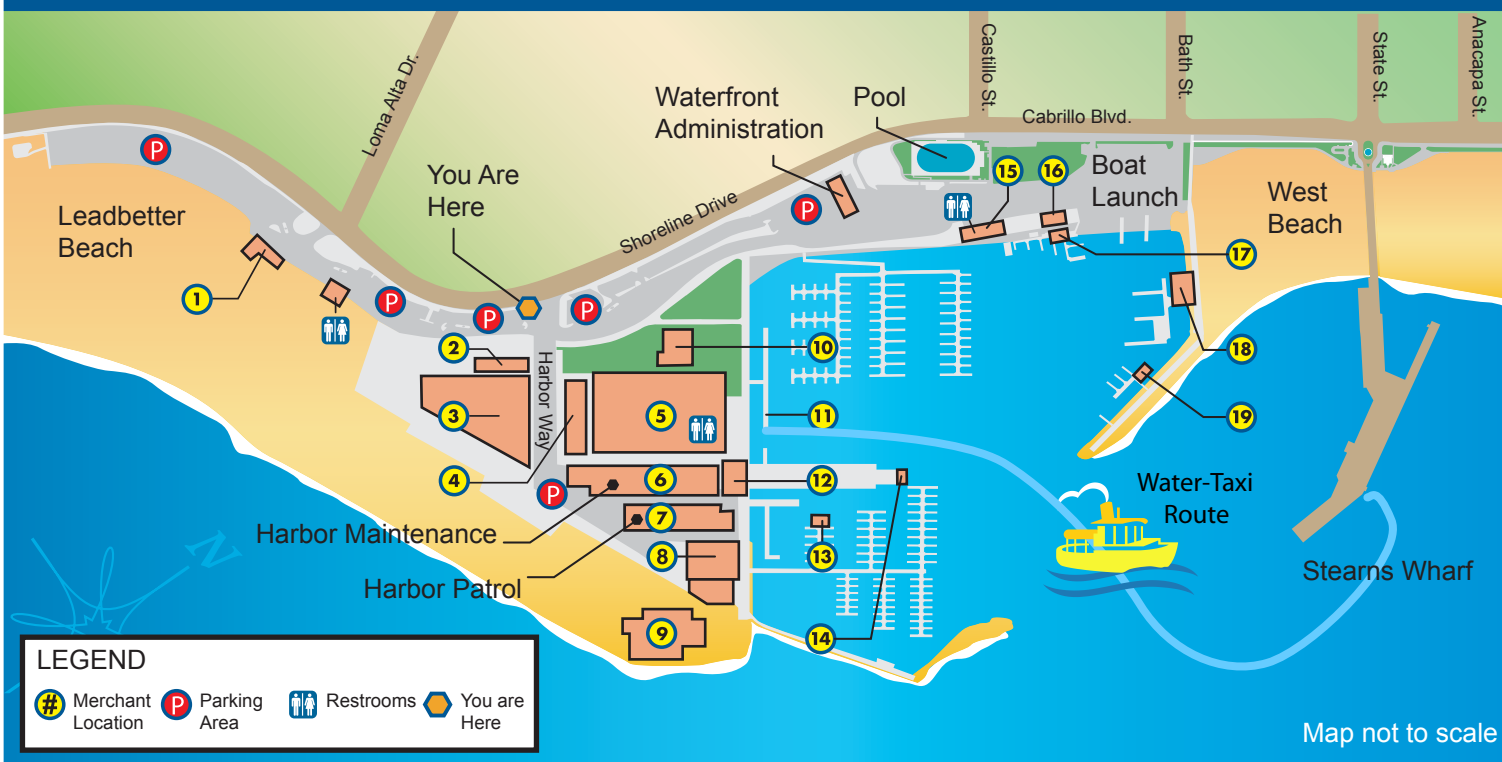 Castillo St.
Bath St.
State St.
Anacapa St.
Loma Alta Dr.
Waterfront
Administration
Pool
Cabrillo Blvd.
P
You Are
Here
Shoreline Drive
P
15
16
Boat
Launch
West
Beach
Leadbetter
Beach
17
1
P
P
P
2
10
18
Harbor Way
3
5
11
19
4
P
6
12
Water-Taxi
Route
Harbor Maintenance
7
8
13
Harbor Patrol
Stearns Wharf
N
9
14
LEGEND
# Merchant
Location
P Parking
Area
Restrooms
You are
Here
Map not to scale